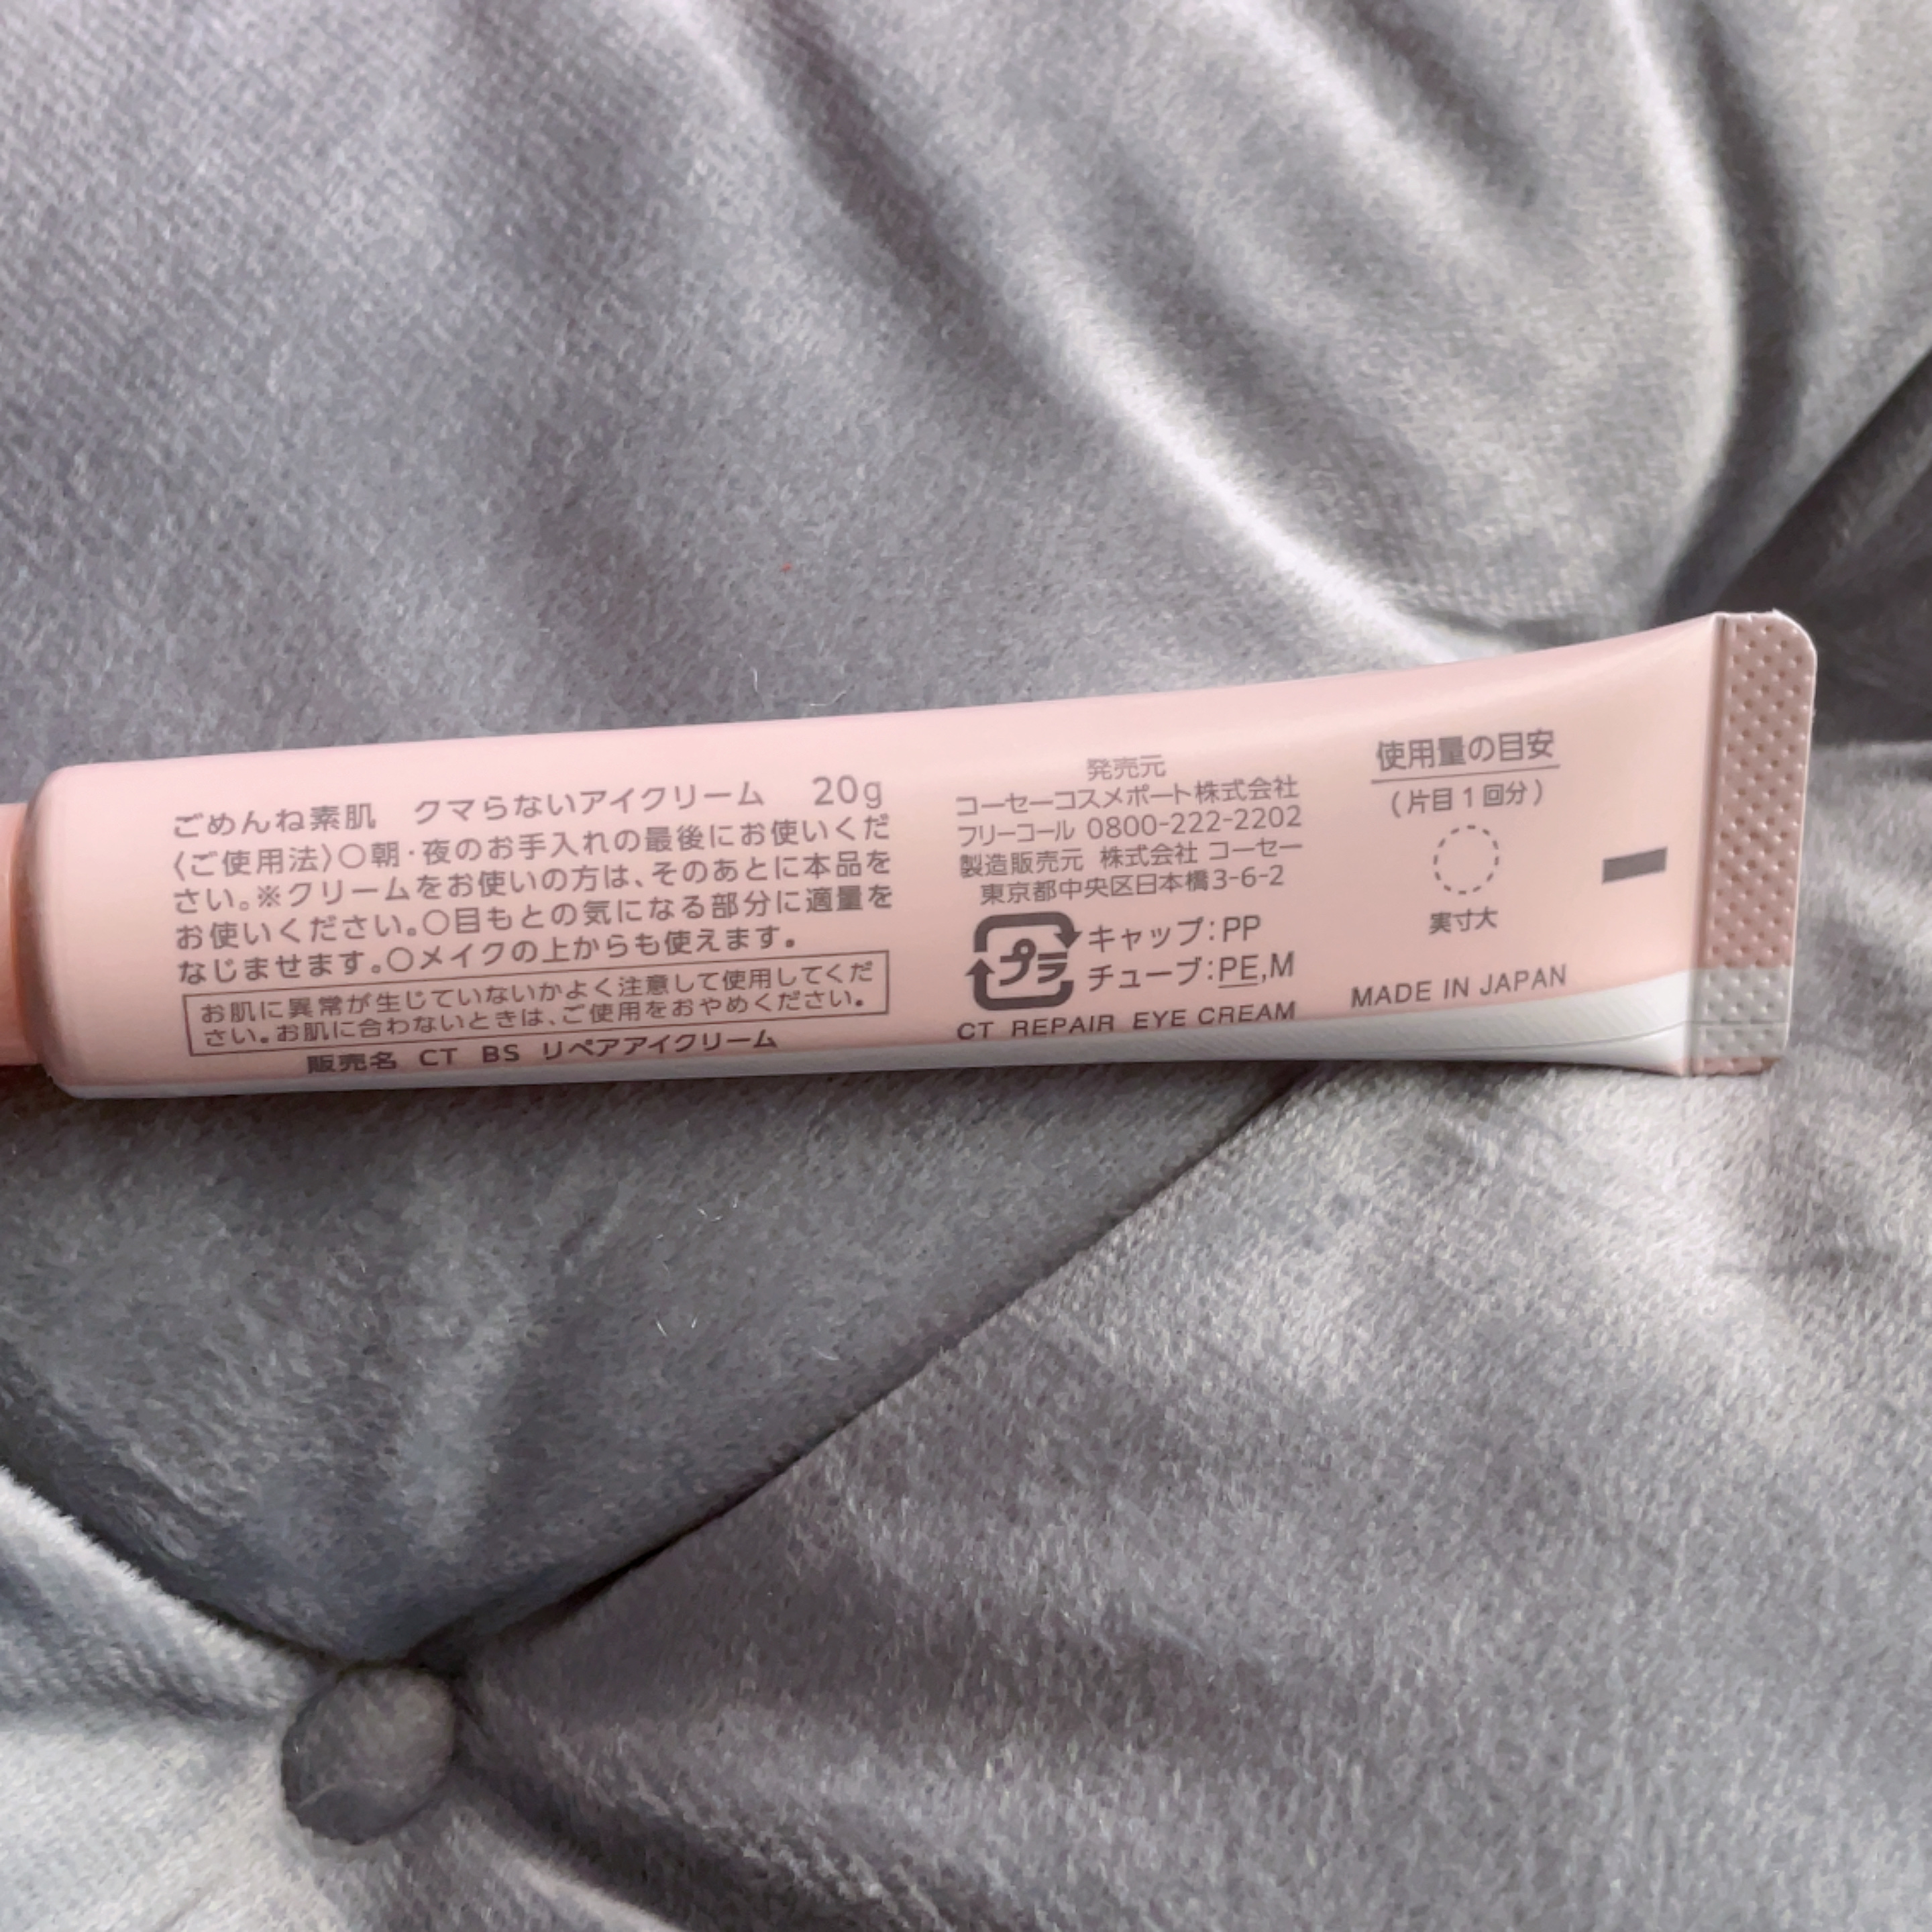 ごめんね素肌 クマらないアイクリーム 20g
〈ご使用法〉〇朝・夜のお手入れの最後にお使いくだ
さい。※クリームをお使いの方は、そのあとに本品を
お使いください。〇目もとの気になる部分に適量を
なじませます。〇メイクの上からも使えます。
お肌に異常が生じていないかよく注意して使用してくだ
さい。お肌に合わないときは、ご使用をおやめください。
販売名 CT BS リペアアイクリーム
発売元
コーセーコスメポート株式会社
フリーコール 0800-222-2202
製造販売元 株式会社 コーセー
東京都中央区日本橋3-6-2
プラ
キャップ:PP
チューブ:PE,M
CT REPAIR EYE CREAM
使用量の目安
(片目1回分)
実寸大
MADE IN JAPAN